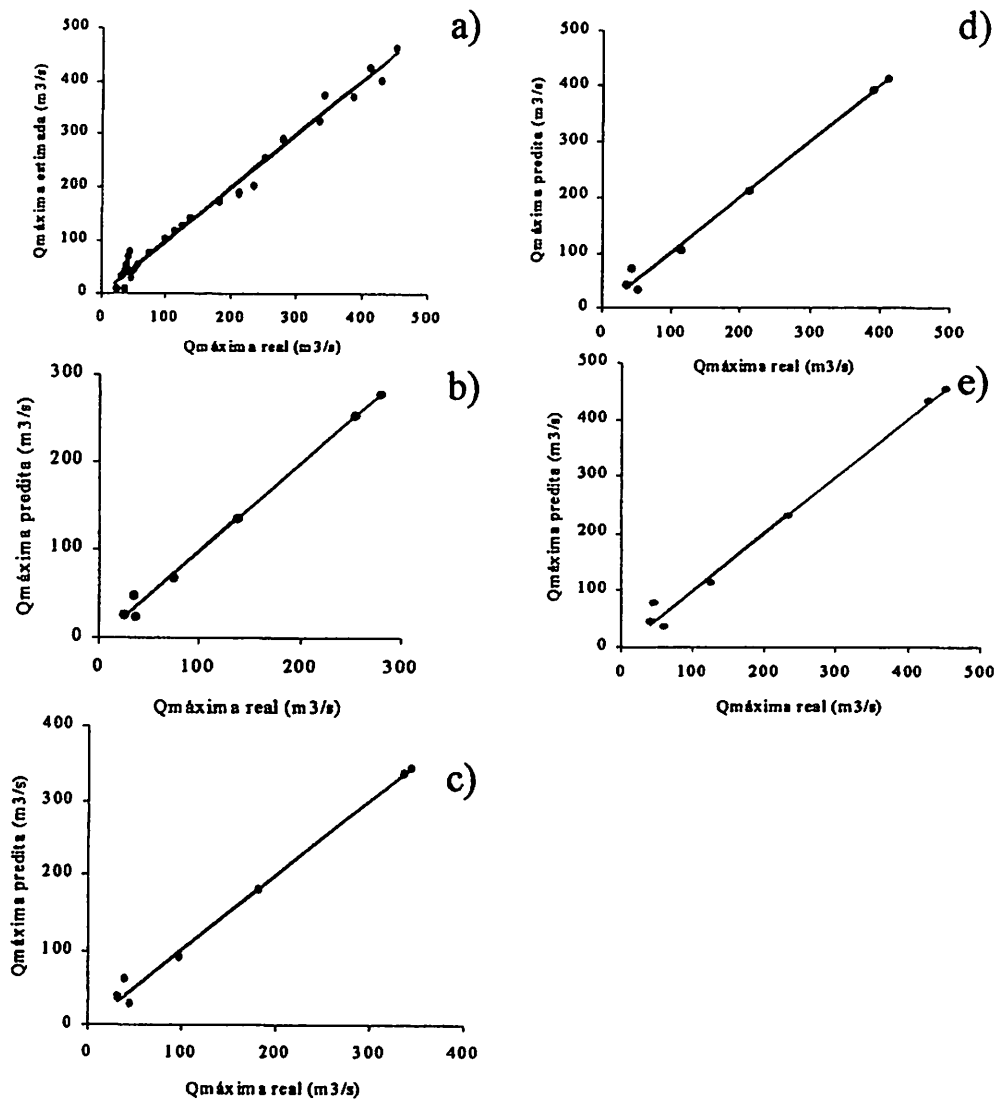 a)
500
400
300
200
100
0
Qmáxima estimada (m3/s)
0 100 200 300 400 500
Qmáxima real (m3/s)
d)
500
400
300
200
100
0
Qmáxima predita (m3/s)
0 100 200 300 400 500
Qmáxima real (m3/s)
b)
300
200
100
0
Qmáxima predita (m3/s)
0 100 200 300
Qmáxima real (m3/s)
e)
500
400
300
200
100
0
Qmáxima predita (m3/s)
0 100 200 300 400 500
Qmáxima real (m3/s)
c)
400
300
200
100
0
Qmáxima predita (m3/s)
0 100 200 300 400
Qmáxima real (m3/s)